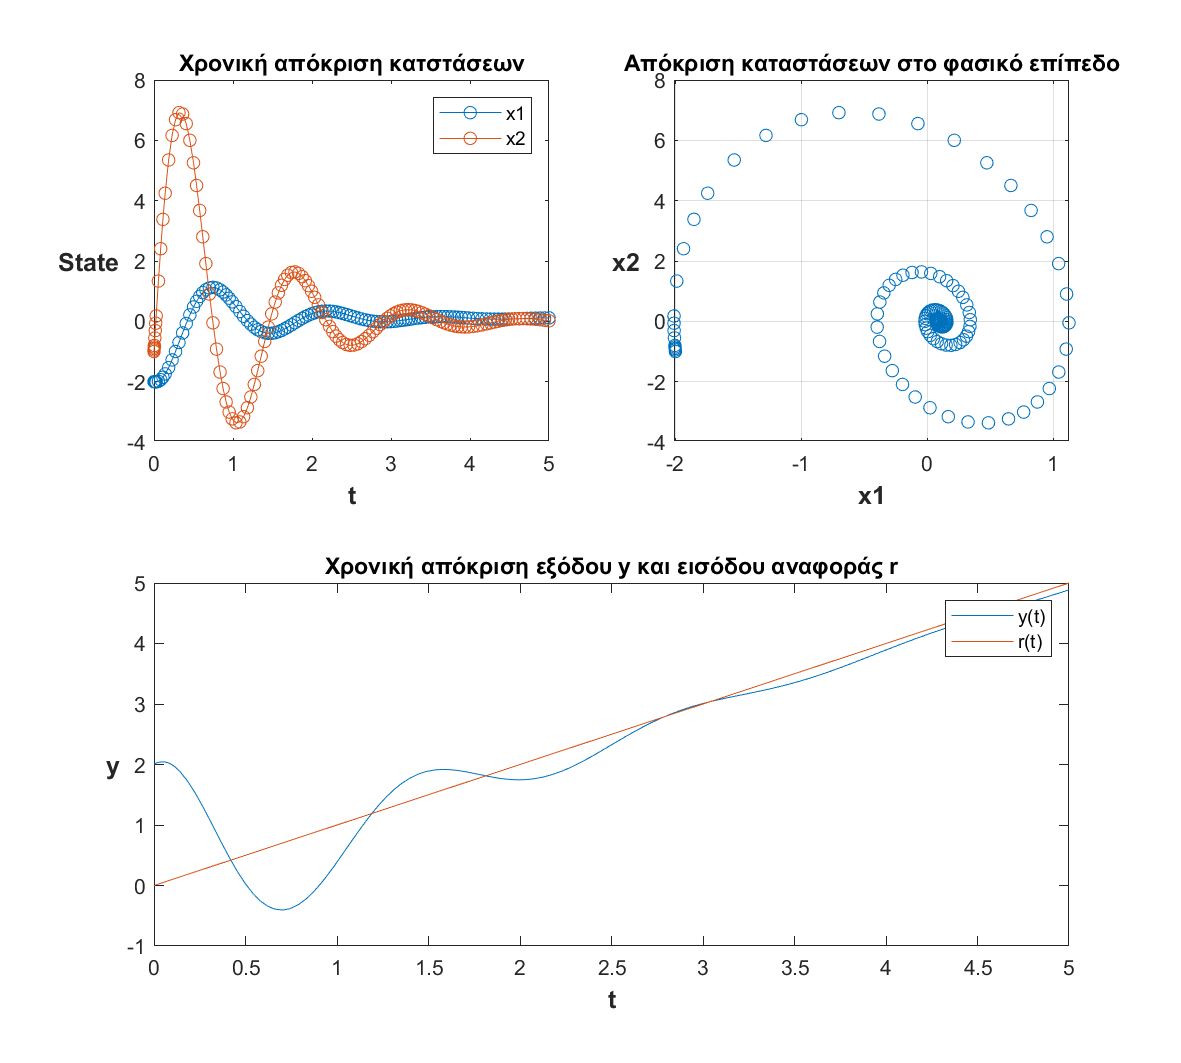 Χρονική απόκριση κατστάσεων
8
6
4
2
0
-2
-4
State
0 1 2 3 4 5
t
x1
x2
Απόκριση καταστάσεων στο φασικό επίπεδο
8
6
4
2
0
-2
-4
x2
-2 -1 0 1
x1
Χρονική απόκριση εξόδου y και εισόδου αναφοράς r
5
4
3
2
1
0
-1
y
0 0.5 1 1.5 2 2.5 3 3.5 4 4.5 5
t
y(t)
r(t)